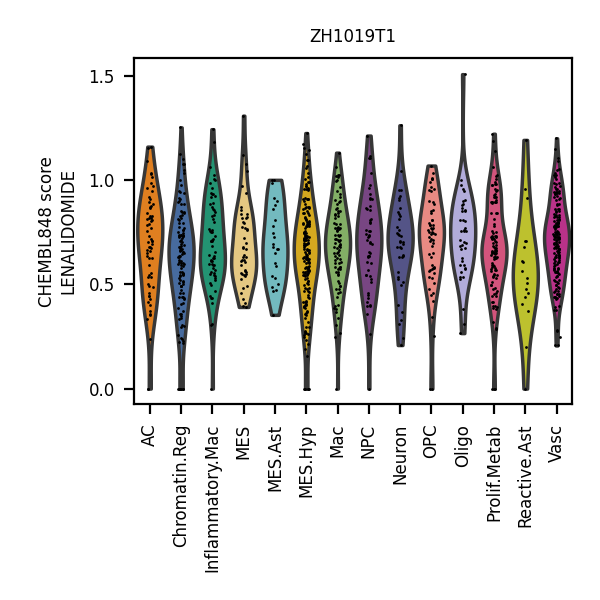 ZH1019T1
CHEMBL848 score
LENALIDOMIDE
1.5
1.0
0.5
0.0
AC
Chromatin.Reg
Inflammatory.Mac
MES
MES.Ast
MES.Hyp
Mac
NPC
Neuron
OPC
Oligo
Prolif.Metab
Reactive.Ast
Vasc